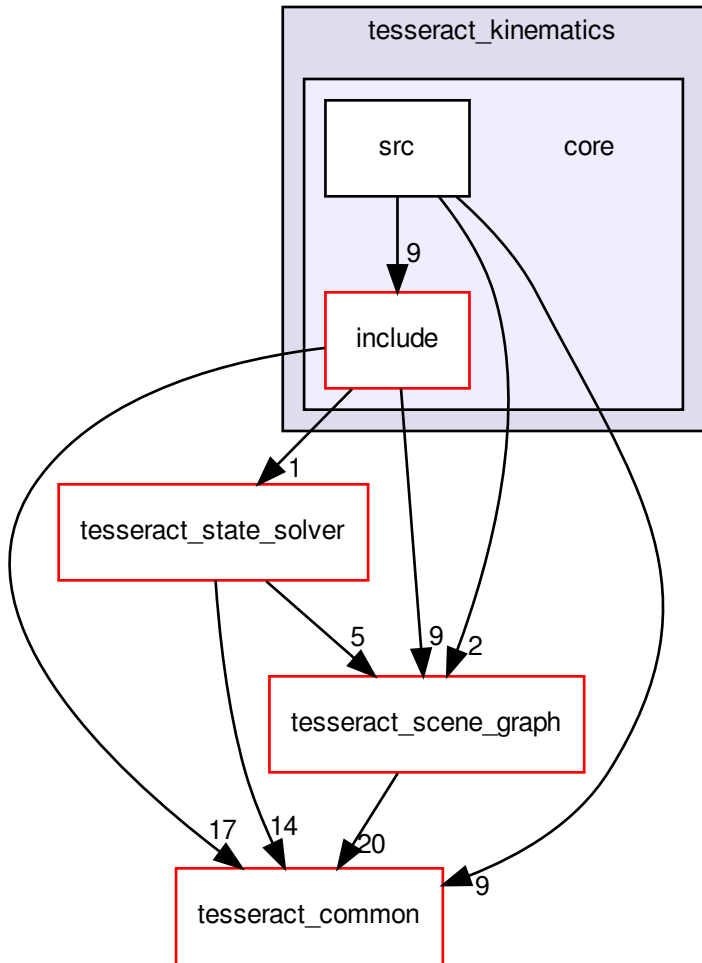 tesseract_kinematics
src
core
9
include
1
tesseract_state_solver
5
9
2
tesseract_scene_graph
17
14
20
9
tesseract_common